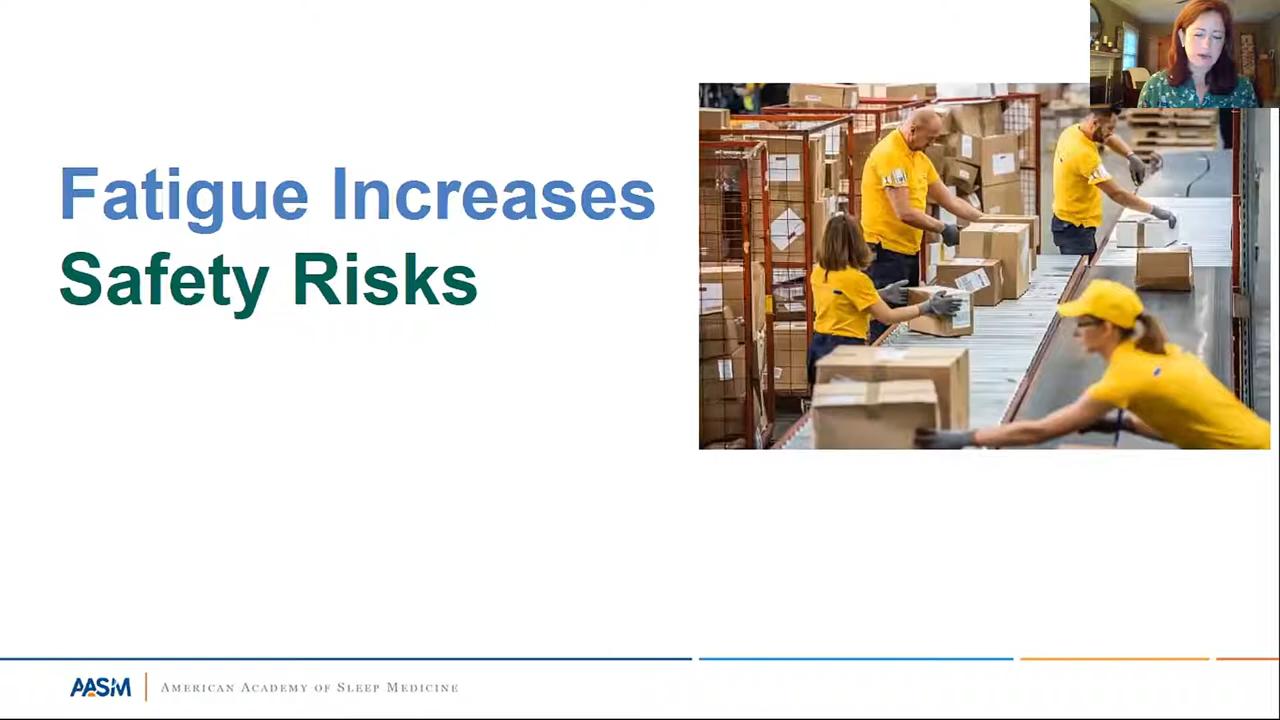 Fatigue Increases
Safety Risks
AASM
AMERICAN ACADEMY OF SLEEP MEDICINE